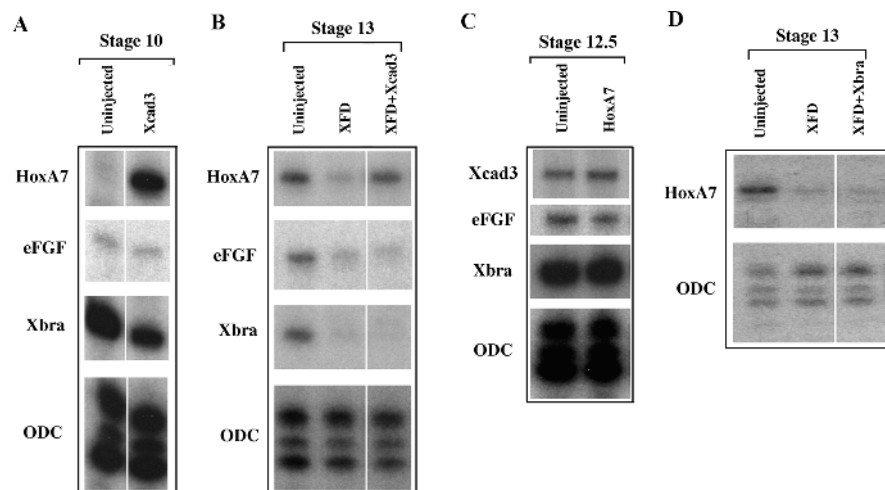 A
Stage 10
Uninjected
Xcad3
HoxA7
eFGF
Xbra
ODC
B
Stage 13
Uninjected
XFD
XFD+Xcad3
HoxA7
eFGF
Xbra
ODC
C
Stage 12.5
Uninjected
HoxA7
Xcad3
eFGF
Xbra
ODC
D
Stage 13
Uninjected
XFD
XFD+Xbra
HoxA7
ODC